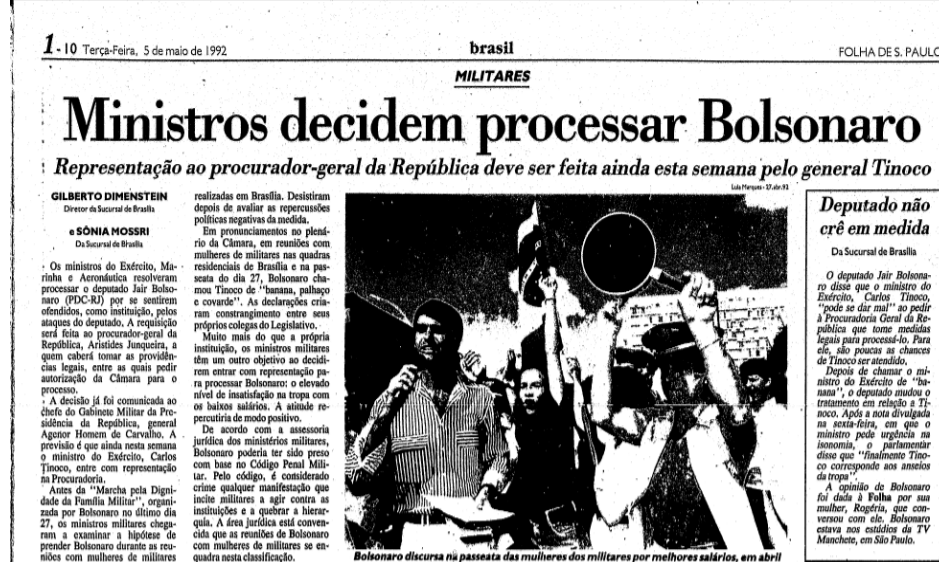 1-10 Terça-Feira, 5 de maio de 1992
brasil
FOLHA DE S. PAULO
MILITARES
Ministros decidem processar Bolsonaro
Representação ao procurador-geral da República deve ser feita ainda esta semana pelo general Tinoco
GILBERTO DIMENSTEIN
Diretor da Sucursal de Brasília
e SÔNIA MOSSRI
Da Sucursal de Brasília
Os ministros do Exército, Ma-
rinha e Aeronáutica resolveram
processar o deputado Jair Bolso-
naro (PDC-RJ) por se sentirem
ofendidos, como instituição, pelos
ataques do deputado. A requisição
será feita ao procurador-geral da
República, Aristides Junqueira, a
quem caberá tomar as providên-
cias legais, entre as quais pedir
autorização da Câmara para o
processo.
A decisão já foi comunicada ao
chefe do Gabinete Militar da Pre-
sidência da República, general
Agenor Homem de Carvalho. A
previsão é que ainda nesta semana
o ministro do Exército, Carlos
Tinoco, entre com representação
na Procuradoria.
Antes da "Marcha pela Digni-
dade da Família Militar", organi-
zada por Bolsonaro no último dia
27, os ministros militares chega-
ram a examinar a hipótese de
prender Bolsonaro durante as reu-
niões com mulheres de militares
realizadas em Brasília. Desistiram
depois de avaliar as repercussões
políticas negativas da medida.
Em pronunciamentos no plená-
rio da Câmara, em reuniões com
mulheres de militares nas quadras
residenciais de Brasília e na pas-
seata do dia 27, Bolsonaro cha-
mou Tinoco de "banana, palhaço
e covarde". As declarações cria-
ram constrangimento entre seus
próprios colegas do Legislativo.
Muito mais do que a própria
instituição, os ministros militares
têm um outro objetivo ao decidi-
rem entrar com representação pa-
ra processar Bolsonaro: o elevado
nível de insatisfação na tropa com
os baixos salários. A atitude re-
percutiria de modo positivo.
De acordo com a assessoria
jurídica dos ministérios militares,
Bolsonaro poderia ter sido preso
com base no Código Penal Mili-
tar. Pelo código, é considerado
crime qualquer manifestação que
incite militares a agir contra as
instituições e a quebrar a hierar-
quia. A área jurídica está conven-
cida que as reuniões de Bolsonaro
com mulheres de militares se en-
quadra nesta classificação.
Lula Marques - 27.abr.92
Bolsonaro discursa na passeata das mulheres dos militares por melhores salários, em abril
Deputado não
crê em medida
Da Sucursal de Brasília
O deputado Jair Bolsona-
ro disse que o ministro do
Exército, Carlos Tinoco,
"pode se dar mal" ao pedir
à Procuradoria Geral da Re-
pública que tome medidas
legais para processá-lo. Para
ele, são poucas as chances
de Tinoco ser atendido.
Depois de chamar o mi-
nistro do Exército de "ba-
nana", o deputado mudou o
tratamento em relação a Ti-
noco. Após a nota divulgada
na sexta-feira, em que o
ministro pede urgência na
isonomia, o parlamentar
disse que "finalmente Tino-
co corresponde aos anseios
da tropa".
A opinião de Bolsonaro
foi dada à Folha por sua
mulher, Rogéria, que con-
versou com ele. Bolsonaro
estava nos estúdios da TV
Manchete, em São Paulo.